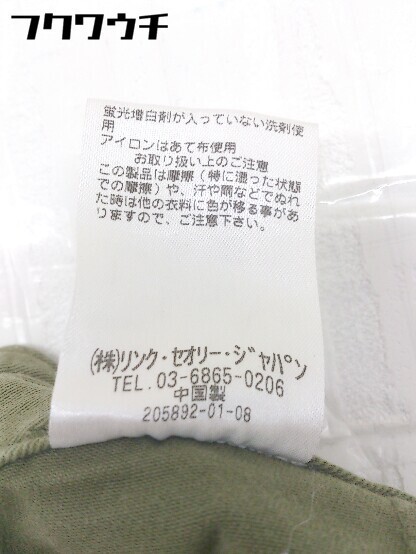 フクワウチ
蛍光増白剤が入っていない洗剤使
用
アイロンはあて布使用
お取り扱い上のご注意
この製品は摩擦（特に湿った状態
での摩擦）や、汗や雨などでぬれ
た時は他の衣料に色が移る事があ
りますので、ご注意下さい。
(株)リンク・セオリー・ジャパン
TEL.03-6865-0206
中国製
205892-01-08